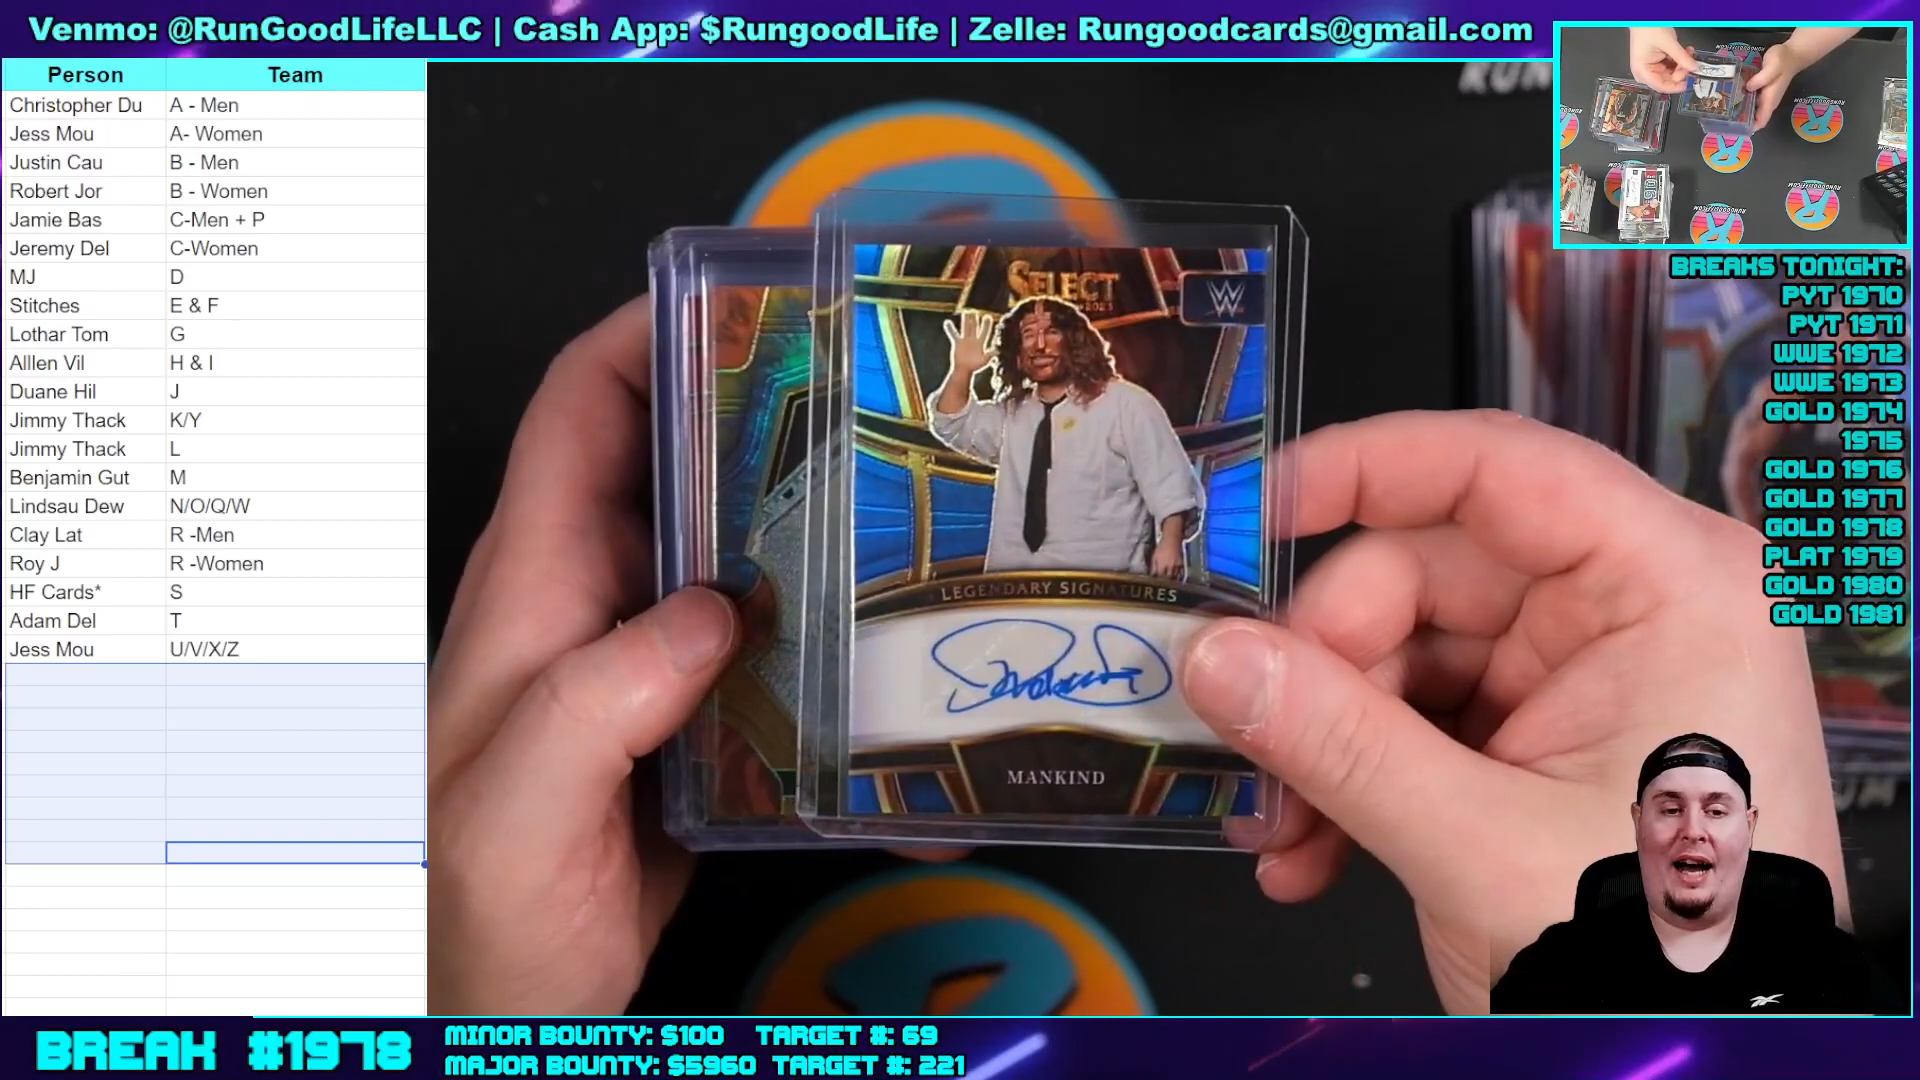 Venmo: @RunGoodLifeLLC | Cash App: $RungoodLife | Zelle: Rungoodcards@gmail.com
Person Team
Christopher Du A - Men
Jess Mou A- Women
Justin Cau B - Men
Robert Jor B - Women
Jamie Bas C-Men + P
Jeremy Del C-Women
MJ D
Stitches E & F
Lothar Tom G
Alllen Vil H & I
Duane Hil J
Jimmy Thack K/Y
Jimmy Thack L
Benjamin Gut M
Lindsau Dew N/O/Q/W
Clay Lat R -Men
Roy J R -Women
HF Cards* S
Adam Del T
Jess Mou U/V/X/Z
RUN
SELECT
2023
W
LEGENDARY SIGNATURES
MANKIND
BREAKS TONIGHT:
PYT 1970
PYT 1971
WWE 1972
WWE 1973
GOLD 1974
1975
GOLD 1976
GOLD 1977
GOLD 1978
PLAT 1979
GOLD 1980
GOLD 1981
BREAK #1978
MINOR BOUNTY: $100 TARGET #: 69
MAJOR BOUNTY: $5960 TARGET #: 221